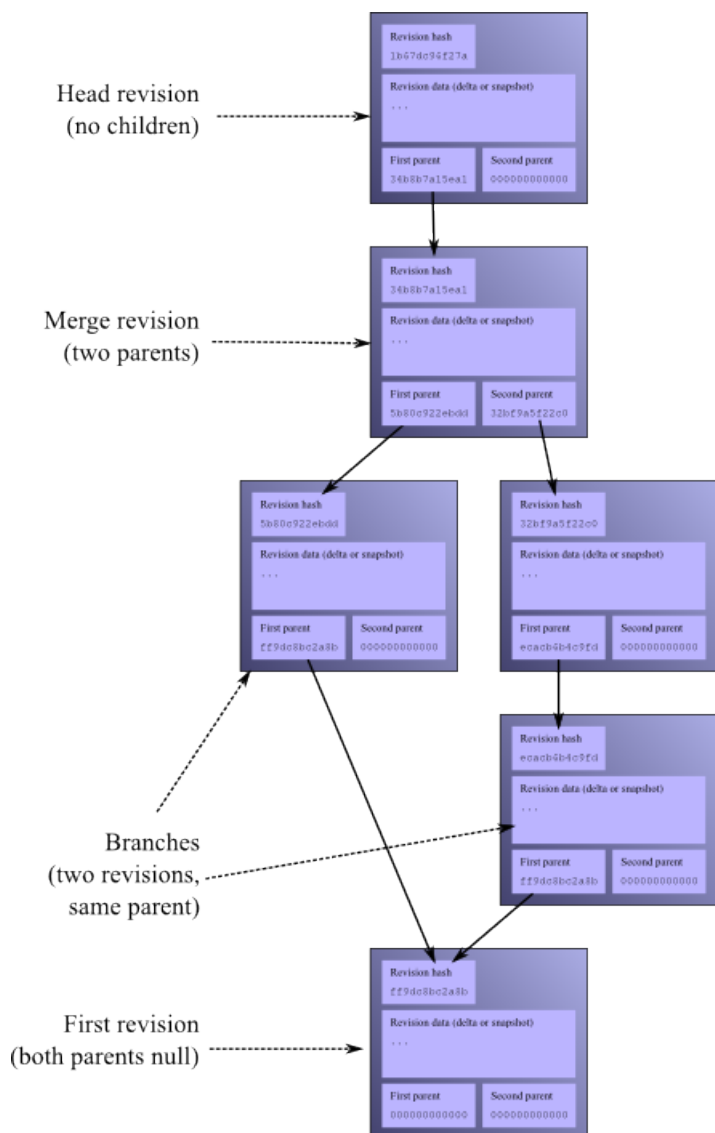 Head revision
(no children)
Revision hash
1b67dc96f27a
Revision data (delta or snapshot)
...
First parent
Second parent
34b8b7a15ea1
000000000000
Merge revision
(two parents)
Revision hash
34b8b7a15ea1
Revision data (delta or snapshot)
...
First parent
Second parent
5b80c922ebdd
32bf9a5f22c0
Revision hash
5b80c922ebdd
Revision data (delta or snapshot)
...
First parent
Second parent
ff9dc8bc2a8b
000000000000
Revision hash
32bf9a5f22c0
Revision data (delta or snapshot)
...
First parent
Second parent
ecacb6b4c9fd
000000000000
Branches
(two revisions,
same parent)
Revision hash
ecacb6b4c9fd
Revision data (delta or snapshot)
...
First parent
Second parent
ff9dc8bc2a8b
000000000000
First revision
(both parents null)
Revision hash
ff9dc8bc2a8b
Revision data (delta or snapshot)
...
First parent
Second parent
000000000000
000000000000